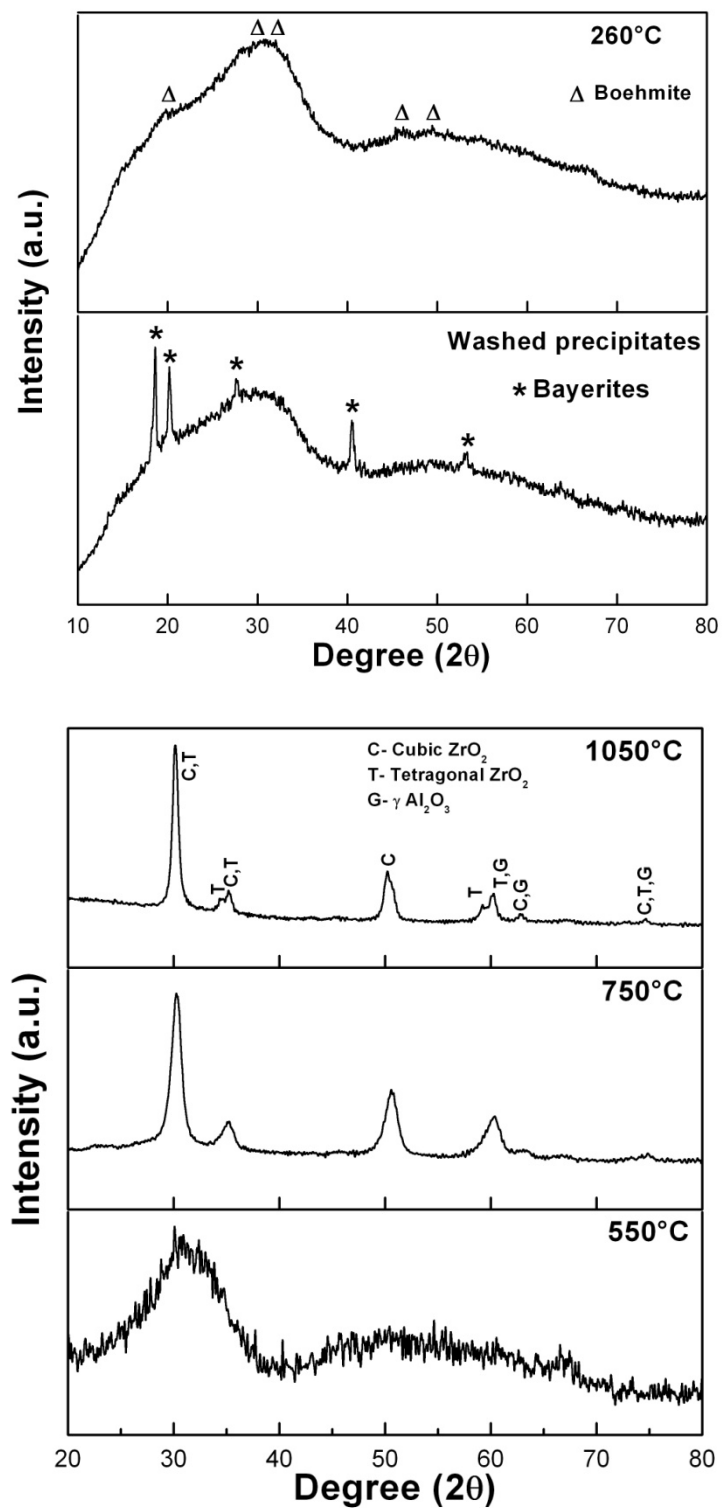 260°C
Δ Δ
Δ
Δ Boehmite
Δ Δ
Intensity (a.u.)
Washed precipitates
* Bayerites
*
*
*
*
*
10 20 30 40 50 60 70 80
Degree (2θ)
1050°C
C- Cubic ZrO₂
T- Tetragonal ZrO₂
G- γ Al₂O₃
C,T
T
C,T
C
T
T,G
C,G
C,T,G
750°C
Intensity (a.u.)
550°C
20 30 40 50 60 70 80
Degree (2θ)